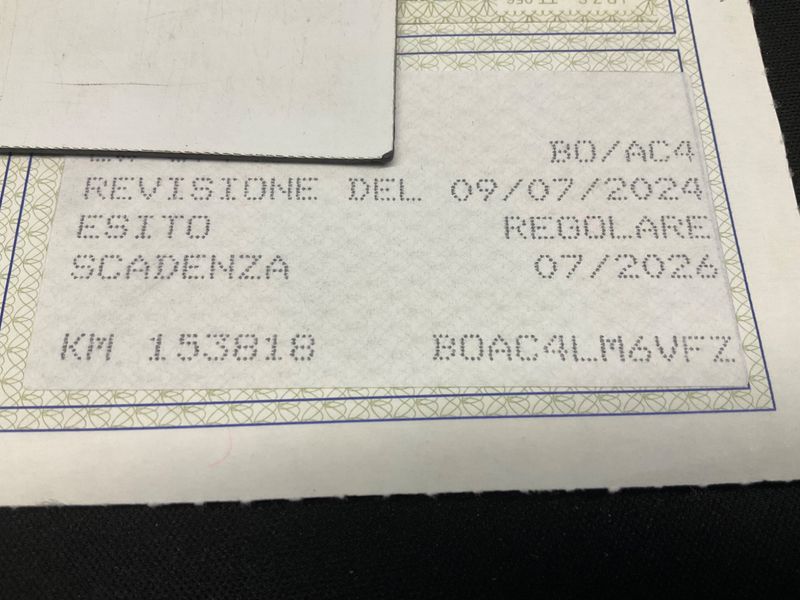 BO/AC4
REVISIONE DEL 09/07/2024
ESITO REGOLARE
SCADENZA 07/2026
KM 153818 BOAC4LM6VFZ